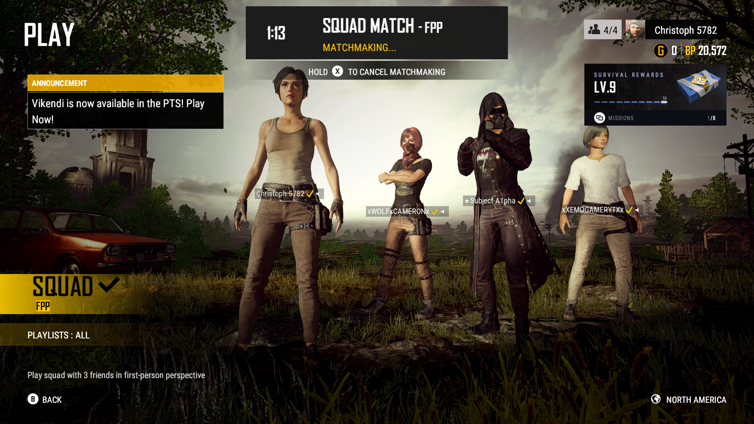 PLAY
1:13
SQUAD MATCH - FPP
MATCHMAKING...
HOLD X TO CANCEL MATCHMAKING
4/4
Christoph 5782
G 0 BP 20,572
ANNOUNCEMENT
Vikendi is now available in the PTS! Play
Now!
SURVIVAL REWARDS
LV.9
10
MISSIONS 1/8
Christoph 5782
xWOLFxCAMERONx
Subject A1pha
xXEMOGAMERYTXx
SQUAD
FPP
PLAYLISTS : ALL
Play squad with 3 friends in first-person perspective
B BACK
NORTH AMERICA